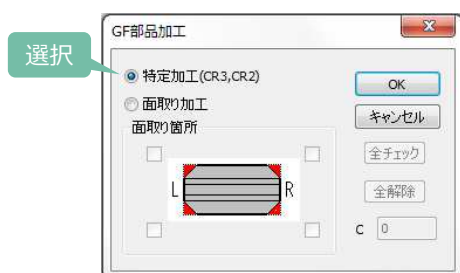 GF部品加工
選択
特定加工(CR3,CR2)
面取り加工
面取り箇所
L R
OK
キャンセル
全チェック
全解除
C 0